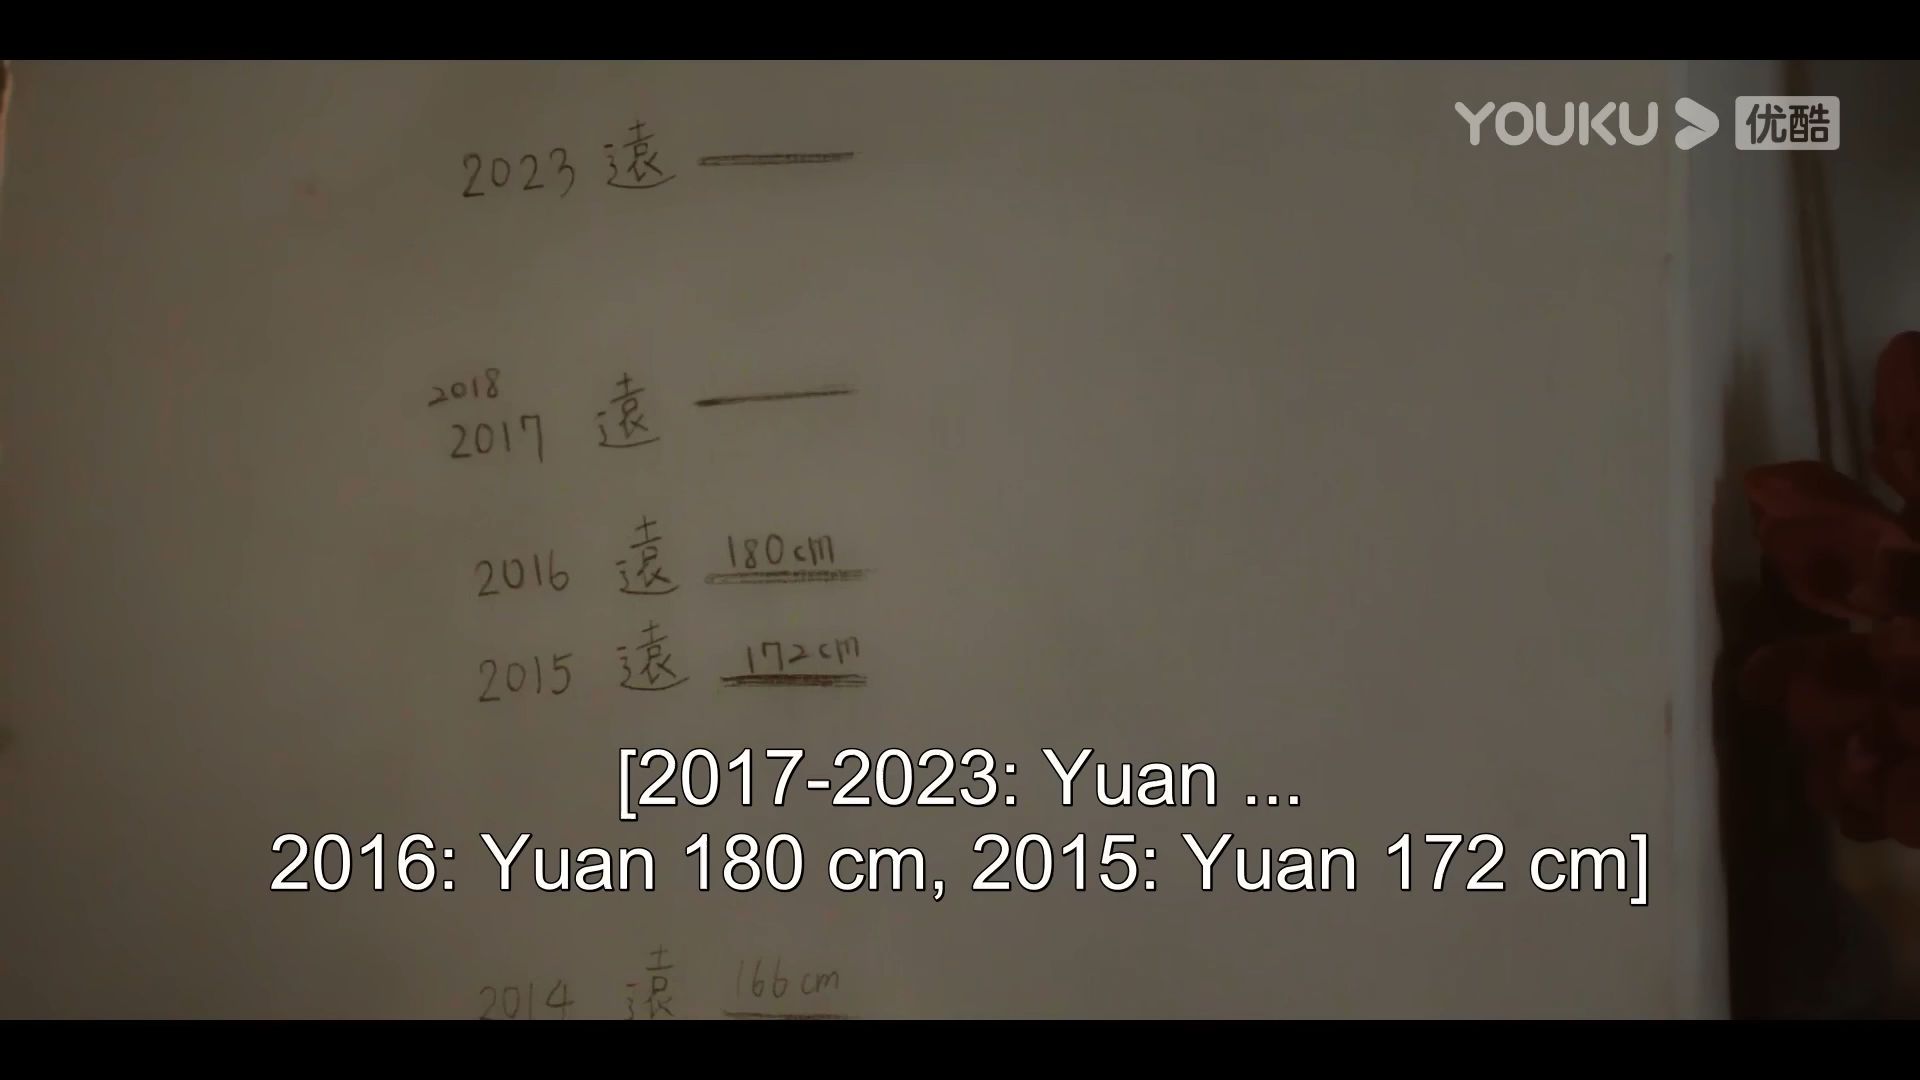 YOUKU 优酷
2023 遠
2018
2017 遠
2016 遠 180cm
2015 遠 172cm
[2017-2023: Yuan ...
2016: Yuan 180 cm, 2015: Yuan 172 cm]
2014 遠 166cm